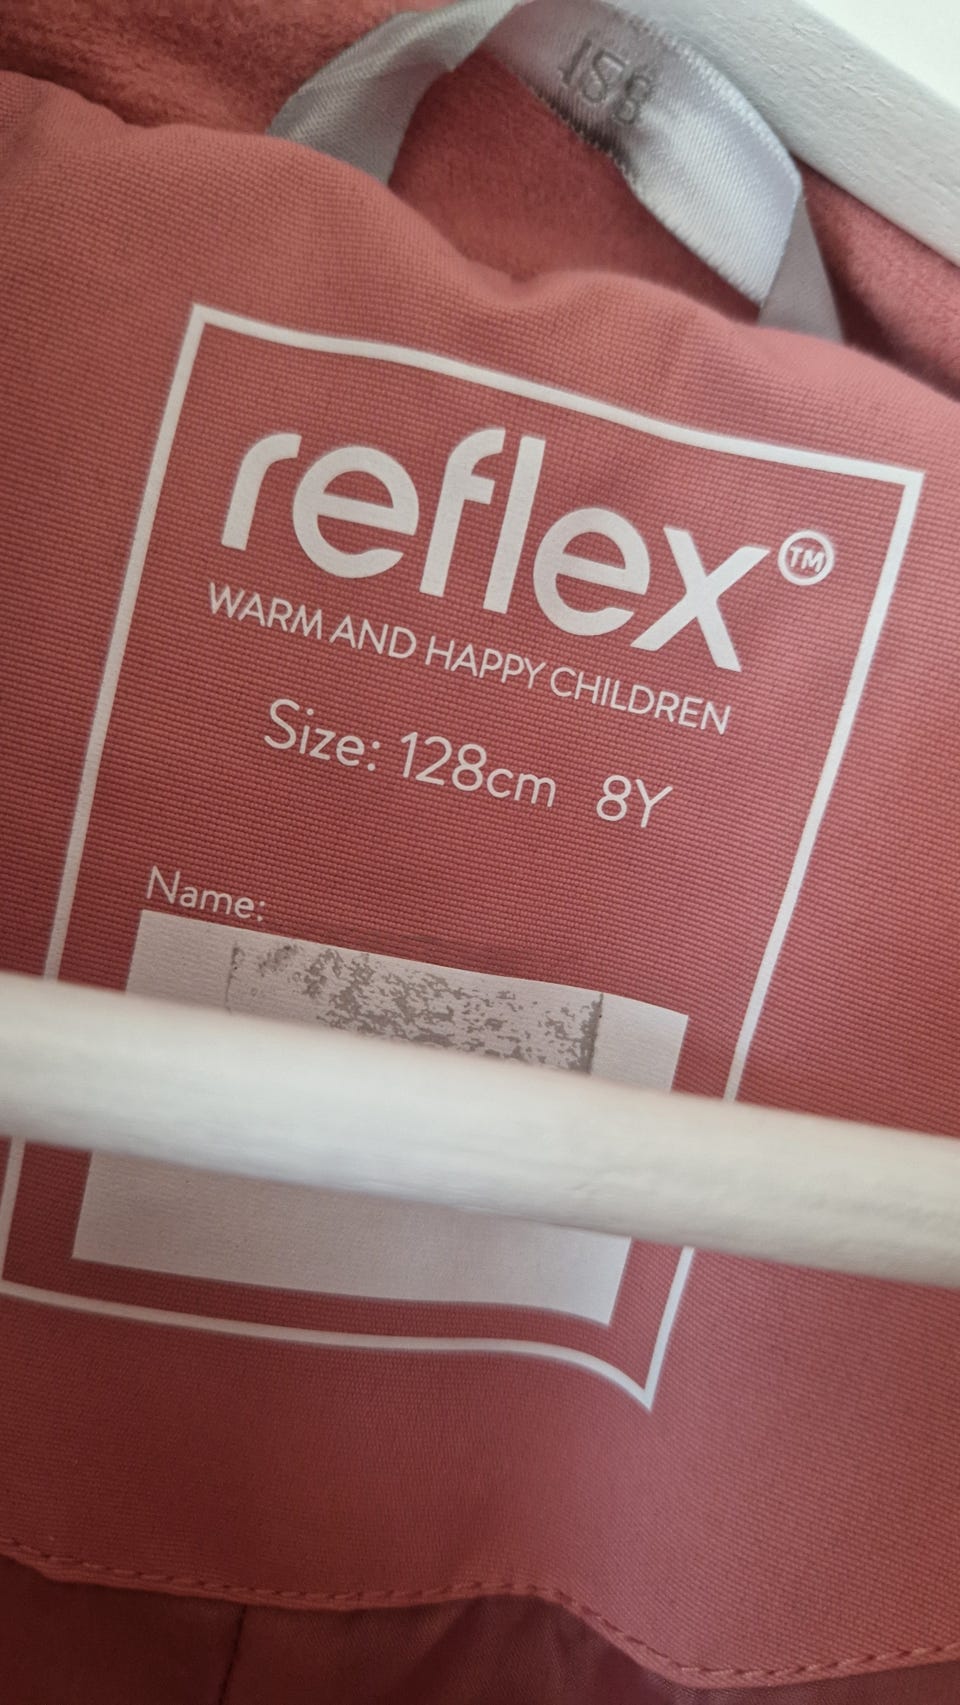 reflex™
WARM AND HAPPY CHILDREN
Size: 128cm 8Y
Name: